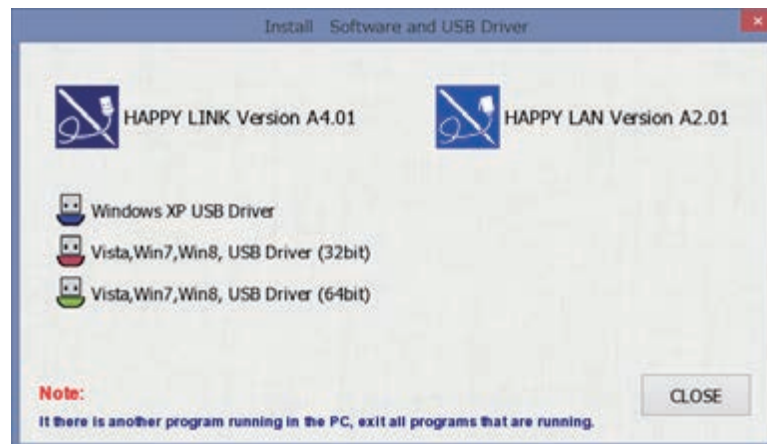 Install Software and USB Driver
HAPPY LINK Version A4.01
HAPPY LAN Version A2.01
Windows XP USB Driver
Vista,Win7,Win8, USB Driver (32bit)
Vista,Win7,Win8, USB Driver (64bit)
Note:
It there is another program running in the PC, exit all programs that are running.
CLOSE